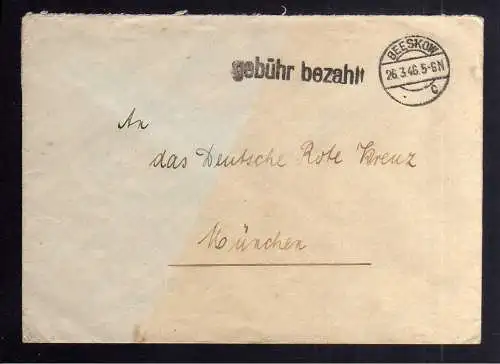 gebühr bezahlt
BEESKOW
26.3.46.5-6N
c
An
das Deutsche Rote Kreuz
München